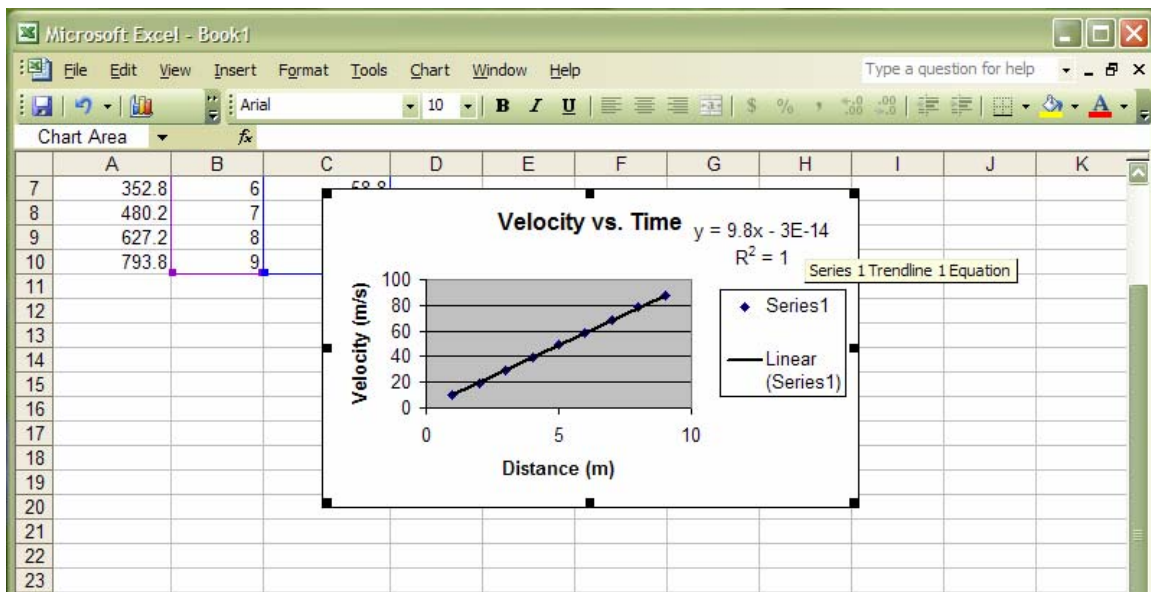 Microsoft Excel - Book1
File Edit View Insert Format Tools Chart Window Help Type a question for help
Arial 10 B I U $ % ,
Chart Area fx
A B C D E F G H I J K
7 352.8 6 58.8
8 480.2 7
9 627.2 8
10 793.8 9
11
12
13
14
15
16
17
18
19
20
21
22
23
Velocity vs. Time
y = 9.8x - 3E-14
R² = 1
Series 1 Trendline 1 Equation
Velocity (m/s)
100
80
60
40
20
0
0 5 10
Distance (m)
Series1
Linear
(Series1)